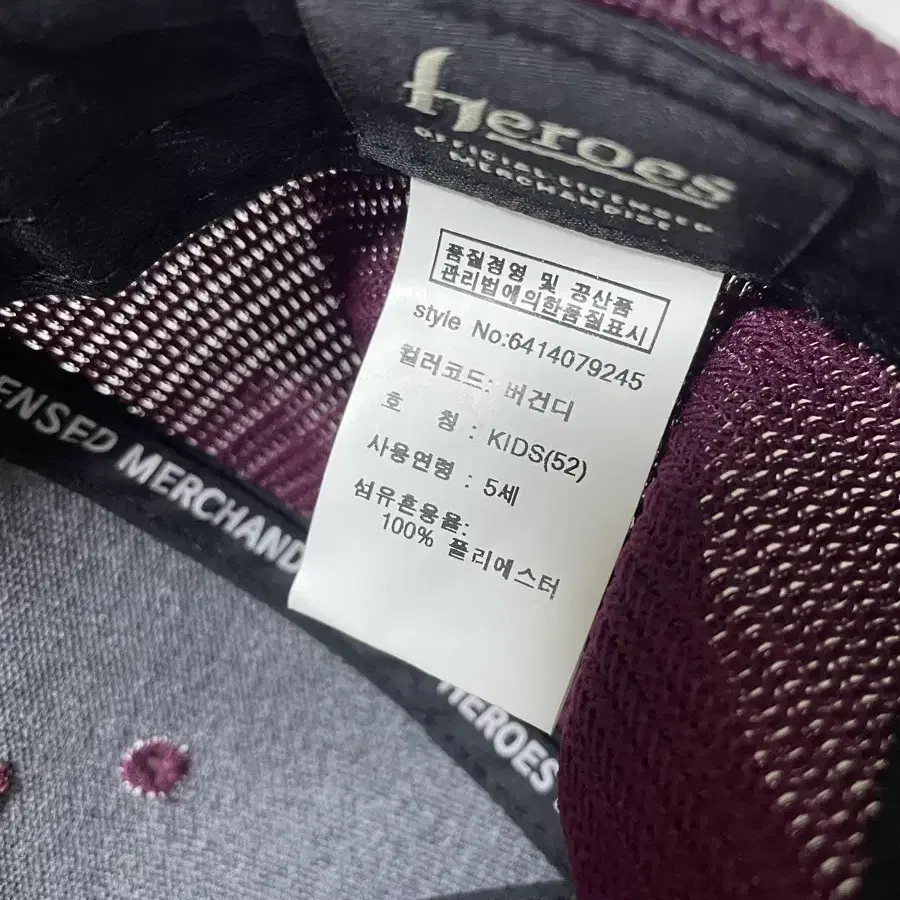 Heroes
OFFICIAL LICENSED
MERCHANDISE
품질경영 및 공산품
관리법에의한품질표시
style No:6414079245
컬러코드: 버건디
호 칭 : KIDS(52)
사용연령 : 5세
섬유혼용율:
100% 폴리에스터
ENSED MERCHAND
HEROES